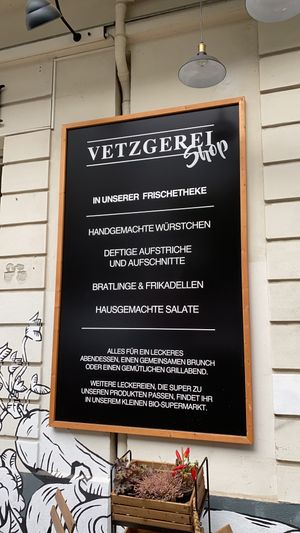 VETZGEREI
Shop
IN UNSERER FRISCHETHEKE
HANDGEMACHTE WÜRSTCHEN
DEFTIGE AUFSTRICHE
UND AUFSCHNITTE
BRATLINGE & FRIKADELLEN
HAUSGEMACHTE SALATE
ALLES FÜR EIN LECKERES
ABENDESSEN, EINEN GEMEINSAMEN BRUNCH
ODER EINEN GEMÜTLICHEN GRILLABEND.
WEITERE LECKEREIEN, DIE SUPER ZU
UNSEREN PRODUKTEN PASSEN, FINDET IHR
IN UNSEREM KLEINEN BIO-SUPERMARKT.